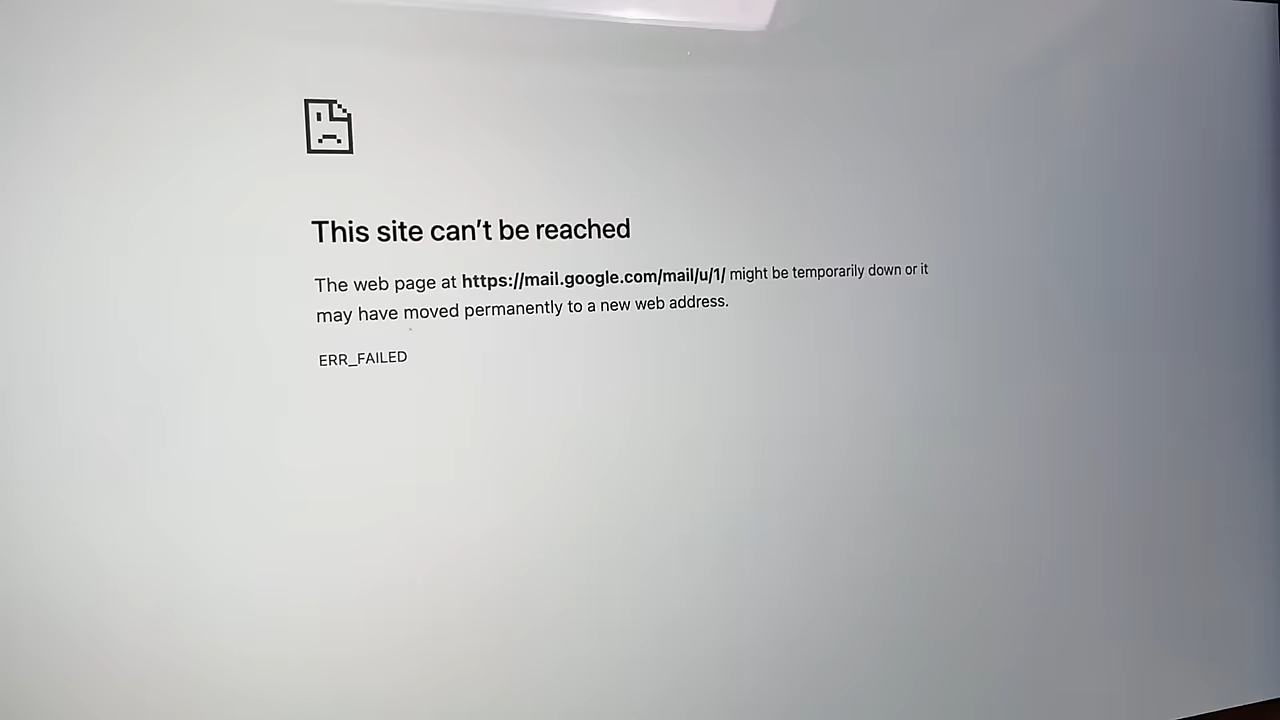 This site can't be reached
The web page at https://mail.google.com/mail/u/1/ might be temporarily down or it
may have moved permanently to a new web address.
ERR_FAILED